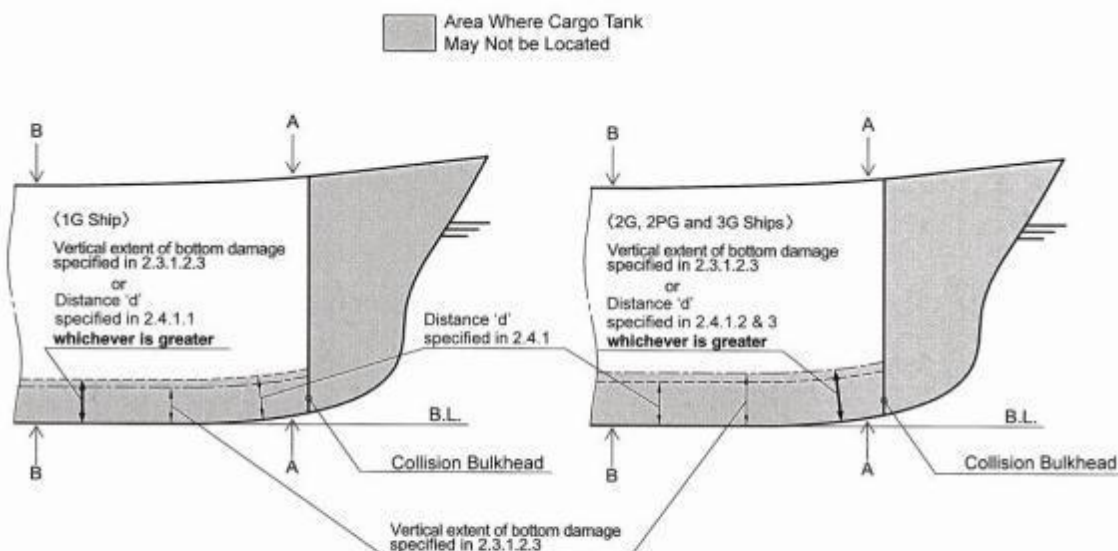 Area Where Cargo Tank
May Not be Located
B
A
〈1G Ship〉
Vertical extent of bottom damage
specified in 2.3.1.2.3
or
Distance 'd'
specified in 2.4.1.1
whichever is greater
B.L.
B
A
Collision Bulkhead
Distance 'd'
specified in 2.4.1
B
A
〈2G, 2PG and 3G Ships〉
Vertical extent of bottom damage
specified in 2.3.1.2.3
or
Distance 'd'
specified in 2.4.1.2 & 3
whichever is greater
B.L.
B
A
Collision Bulkhead
Vertical extent of bottom damage
specified in 2.3.1.2.3